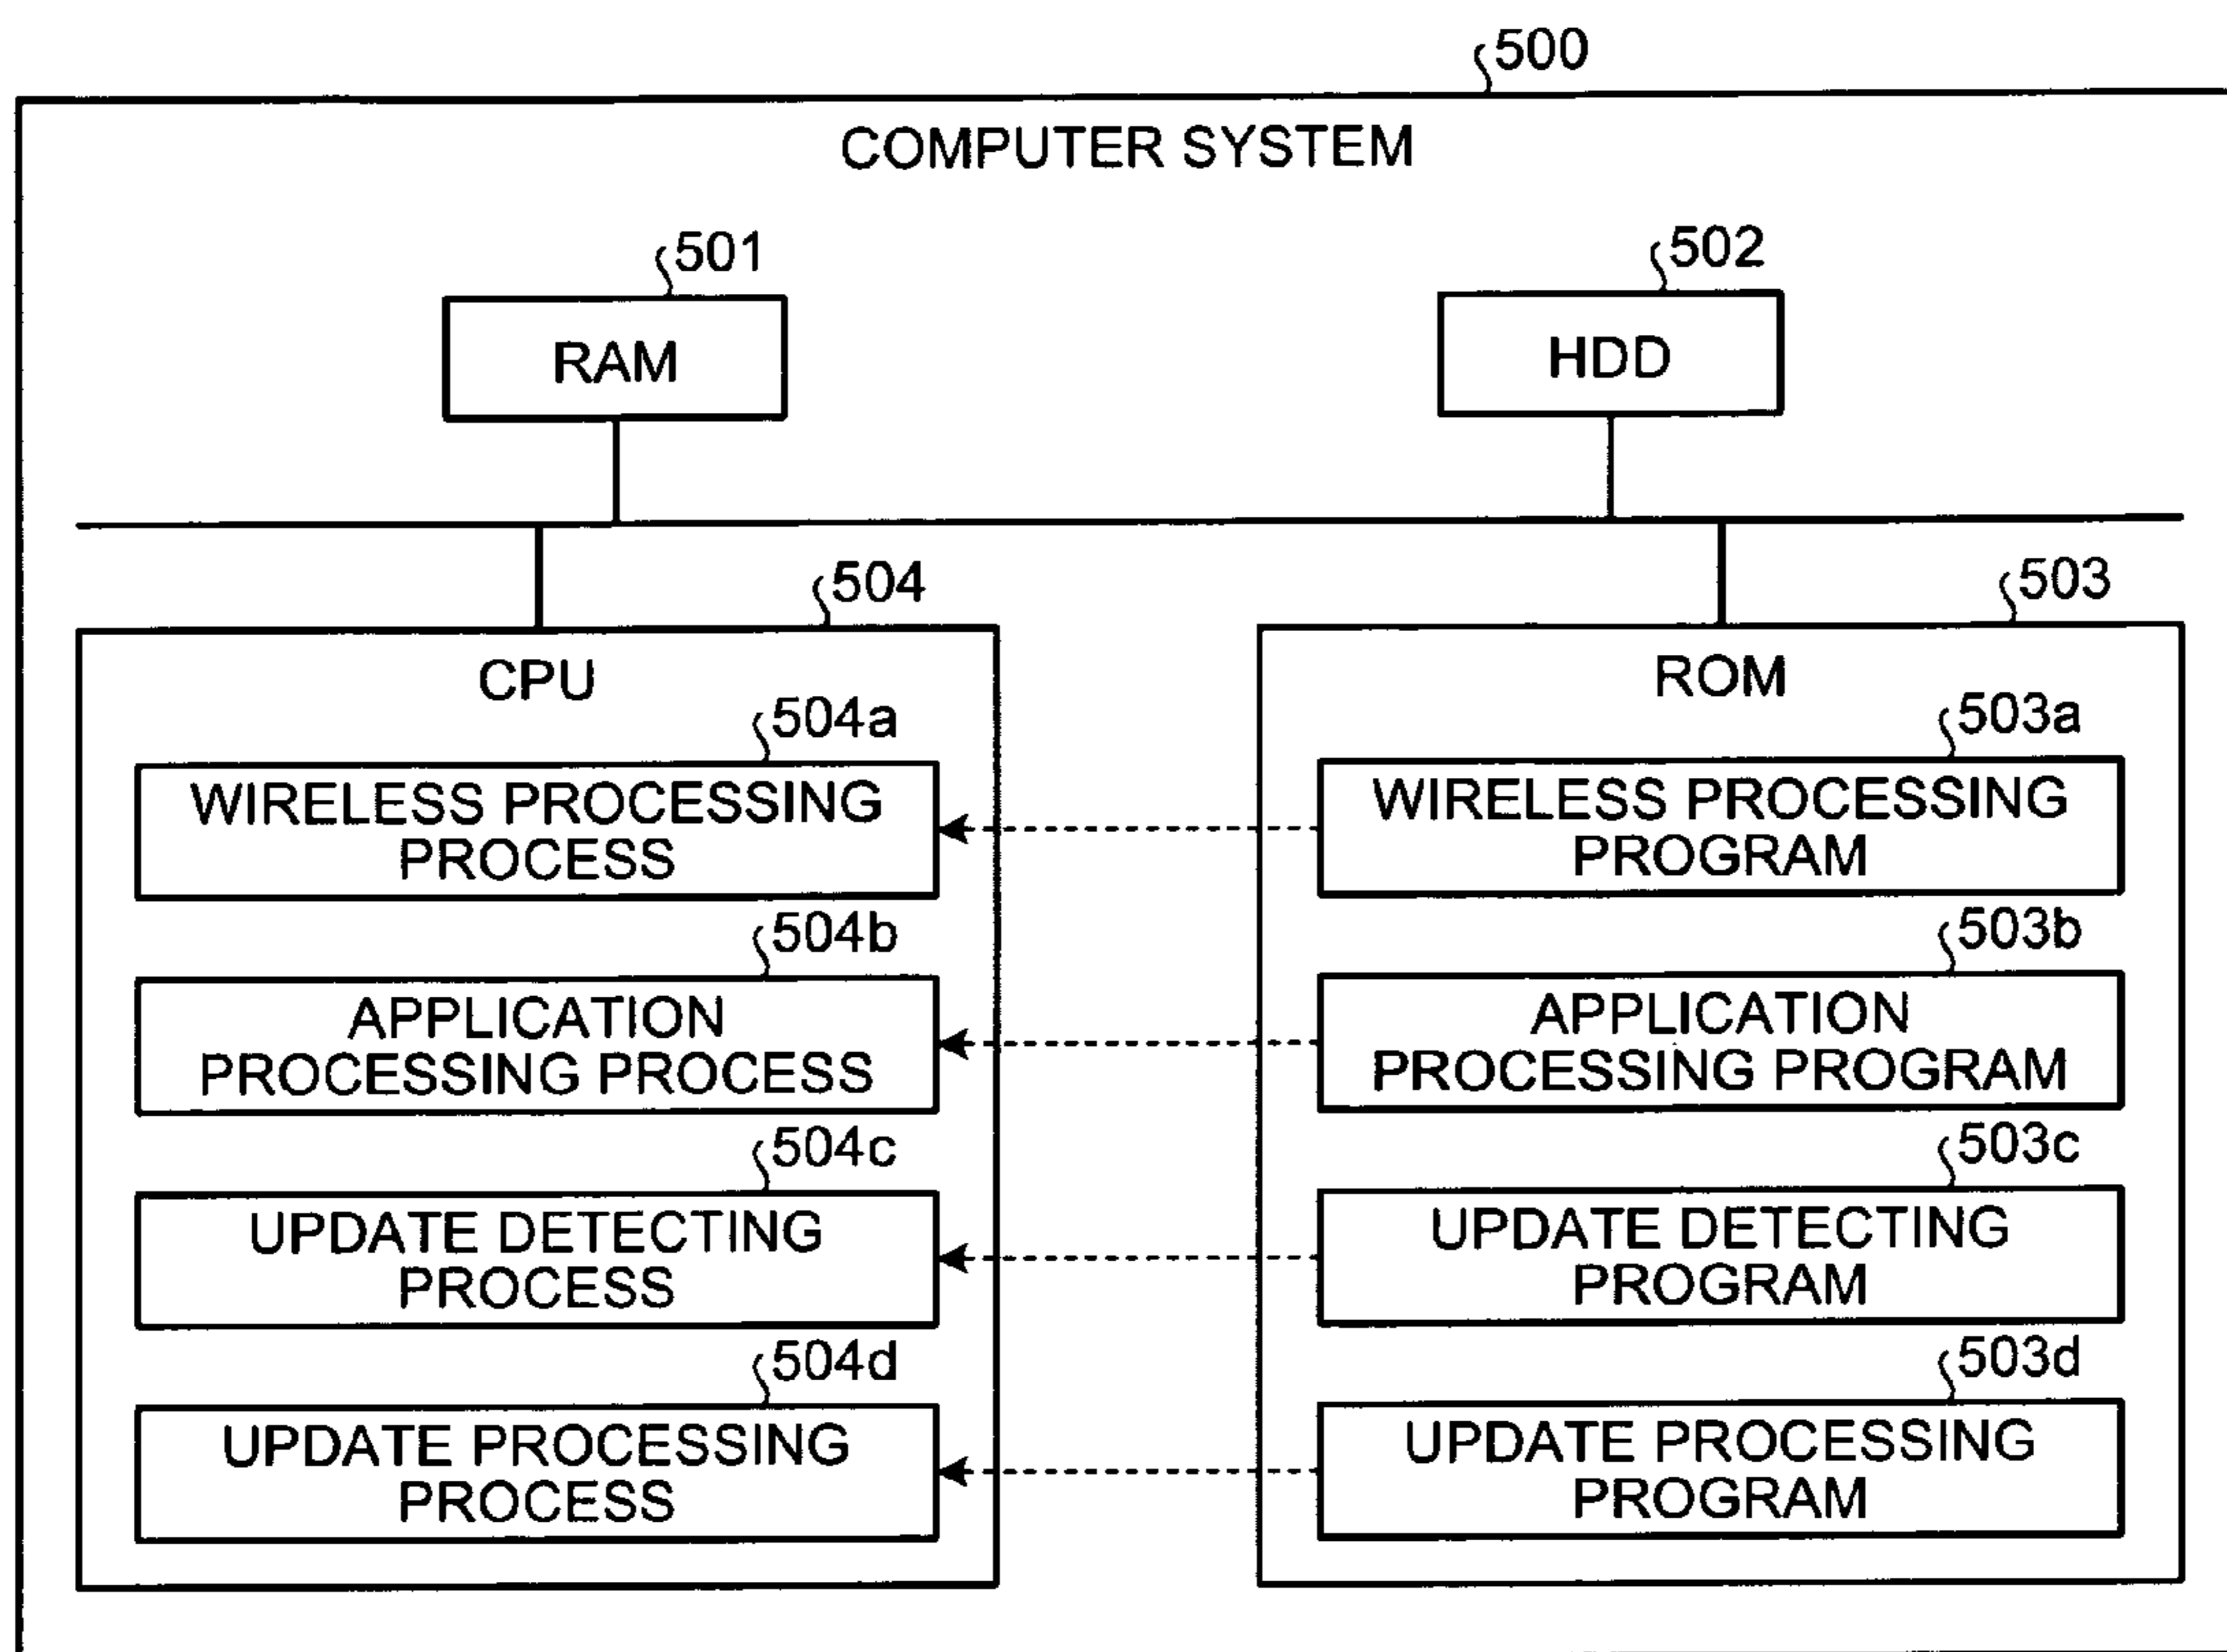 500
COMPUTER SYSTEM
501
RAM
502
HDD
504
CPU
504a
WIRELESS PROCESSING
PROCESS
504b
APPLICATION
PROCESSING PROCESS
504c
UPDATE DETECTING
PROCESS
504d
UPDATE PROCESSING
PROCESS
503
ROM
503a
WIRELESS PROCESSING
PROGRAM
503b
APPLICATION
PROCESSING PROGRAM
503c
UPDATE DETECTING
PROGRAM
503d
UPDATE PROCESSING
PROGRAM